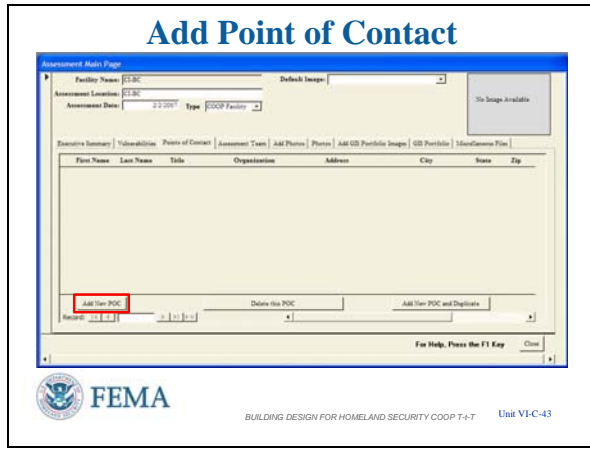 Add Point of Contact
Assessment Main Page
Facility Name: CI-BC Default Image:
Assessment Location: CI-BC No Image Available
Assessment Date: 2/2/2007 Type COOP Facility
Executive Summary Vulnerabilities Points of Contact Assessment Team Add Photos Photos Add GIS Portfolio Images GIS Portfolio Miscellaneous Files
First Name Last Name Title Organization Address City State Zip
Add New POC Delete this POC Add New POC and Duplicate
Record:
For Help, Press the F1 Key Close
FEMA
BUILDING DESIGN FOR HOMELAND SECURITY COOP T-t-T Unit VI-C-43